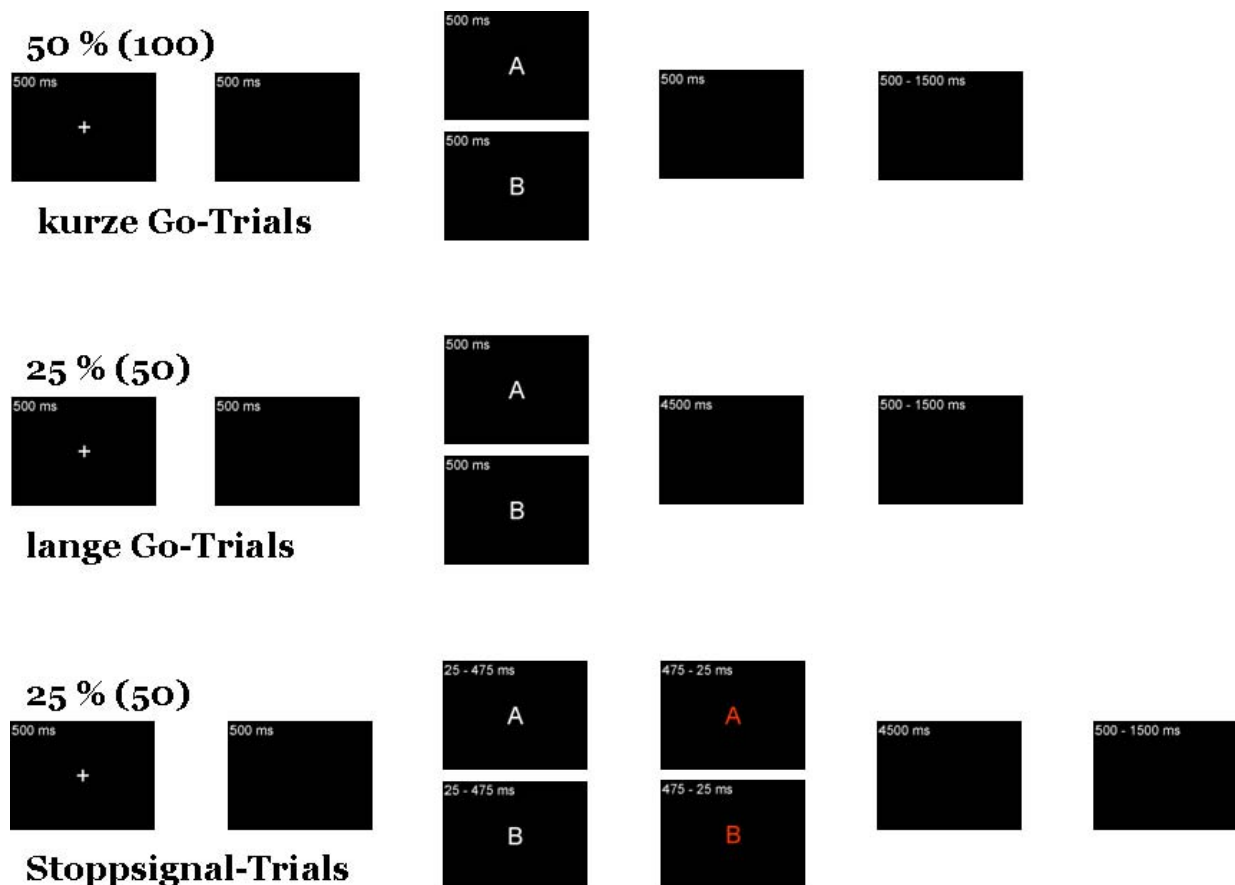 50 % (100)
500 ms
+
500 ms
500 ms
A
500 ms
B
500 ms
500 - 1500 ms
kurze Go-Trials
25 % (50)
500 ms
+
500 ms
500 ms
A
500 ms
B
4500 ms
500 - 1500 ms
lange Go-Trials
25 % (50)
500 ms
+
500 ms
25 - 475 ms
A
25 - 475 ms
B
475 - 25 ms
A
475 - 25 ms
B
4500 ms
500 - 1500 ms
Stoppsignal-Trials